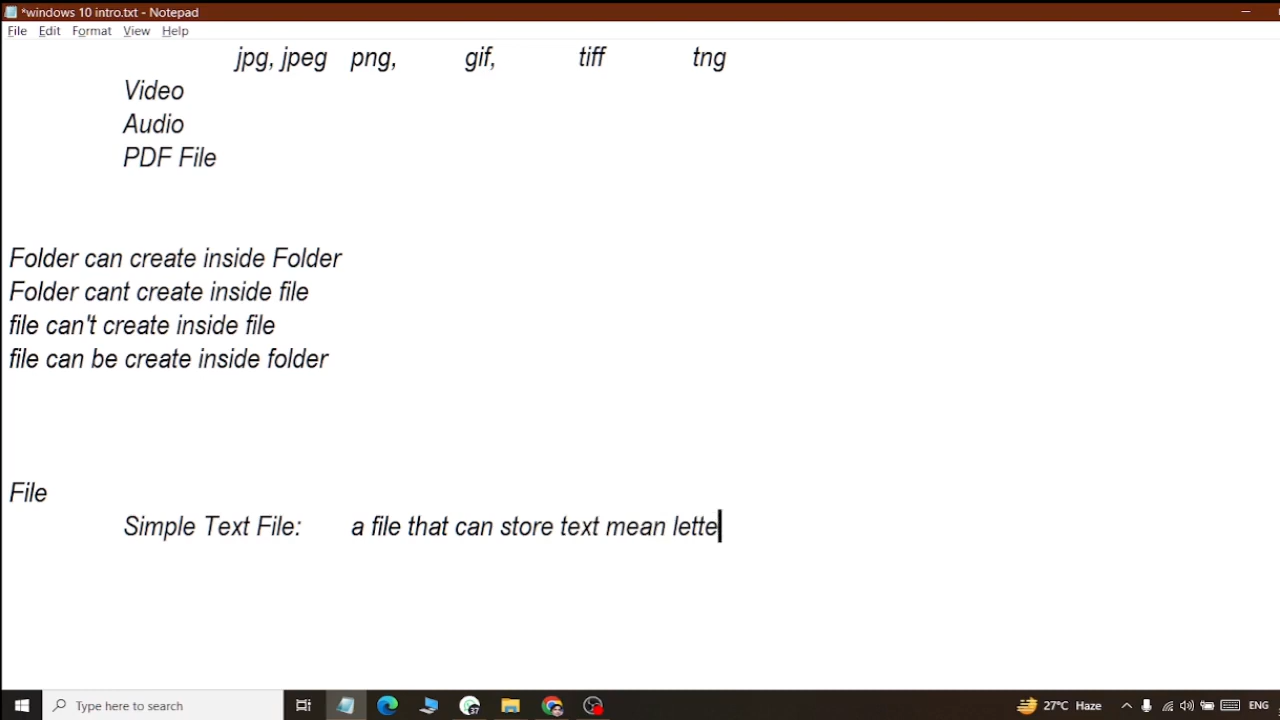 *windows 10 intro.txt - Notepad
File Edit Format View Help
jpg, jpeg png, gif, tiff tng
Video
Audio
PDF File
Folder can create inside Folder
Folder cant create inside file
file can't create inside file
file can be create inside folder
File
Simple Text File: a file that can store text mean lette
Type here to search 37 27°C Haze ENG